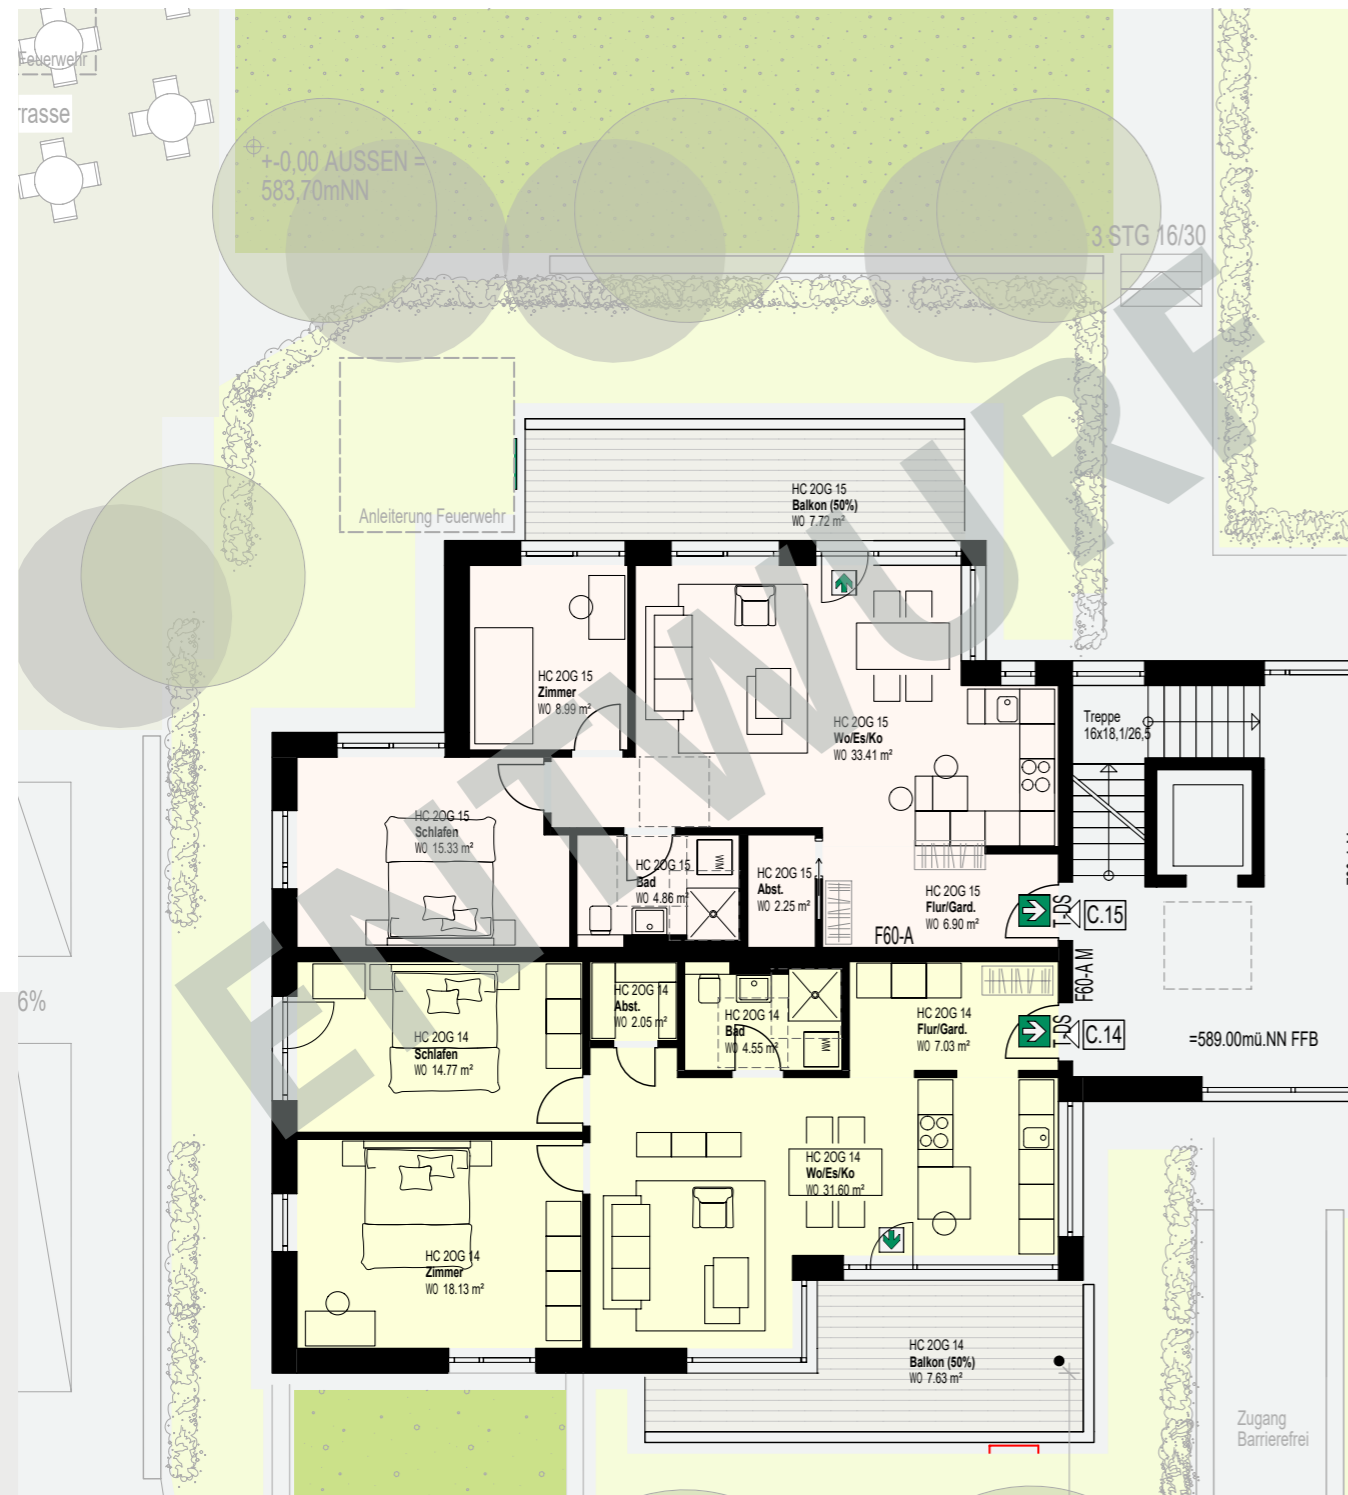 Feuerwehr
rrasse
+-0,00 AUSSEN =
583,70mNN
3 STG 16/30
Anleiterung Feuerwehr
HC 2OG 15
Balkon (50%)
WO 7.72 m²
HC 2OG 15
Zimmer
WO 8.99 m²
HC 2OG 15
Wo/Es/Ko
WO 33.41 m²
Treppe
16x18,1/26,5
HC 2OG 15
Schlafen
WO 15.33 m²
HC 2OG 15
Bad
WO 4.86 m²
WM
HC 2OG 15
Abst.
WO 2.25 m²
HC 2OG 15
Flur/Gard.
WO 6.90 m²
F60-A
T-DS
C.15
F60-A M
6%
HC 2OG 14
Schlafen
WO 14.77 m²
HC 2OG 14
Abst.
WO 2.05 m²
HC 2OG 14
Bad
WO 4.55 m²
WM
HC 2OG 14
Flur/Gard.
WO 7.03 m²
T-DS
C.14
=589.00mü.NN FFB
HC 2OG 14
Wo/Es/Ko
WO 31.60 m²
HC 2OG 14
Zimmer
WO 18.13 m²
HC 2OG 14
Balkon (50%)
WO 7.63 m²
Zugang
Barrierefrei
ENTWURF